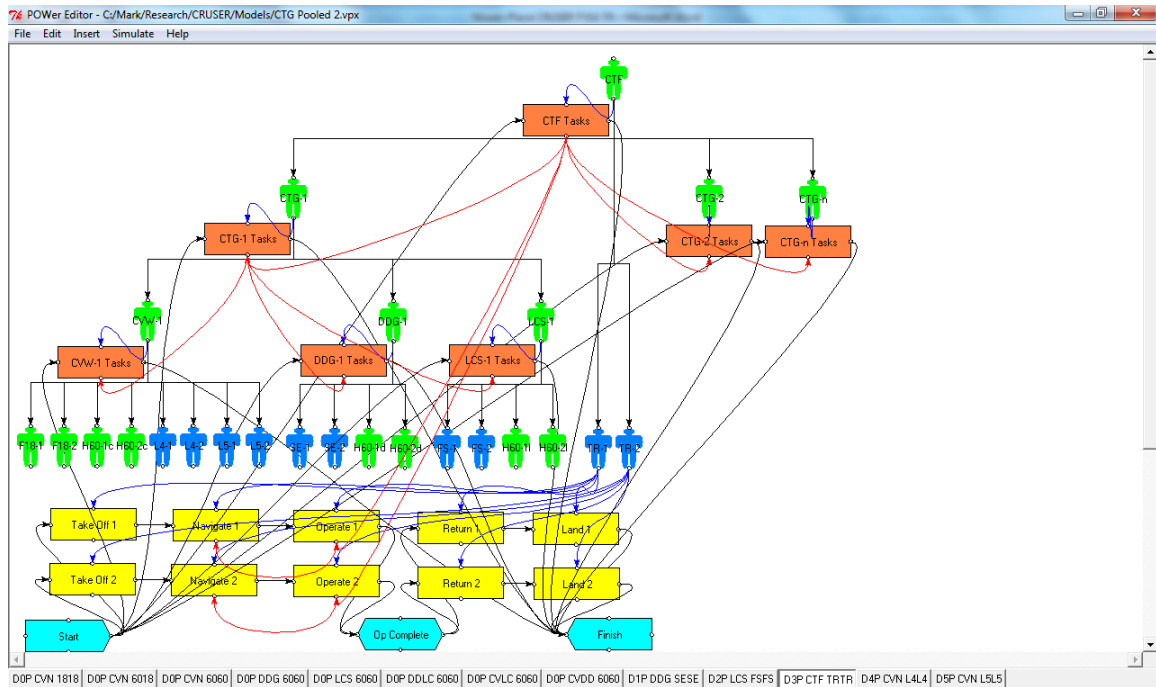 POWer Editor - C:/Mark/Research/CRUSER/Models/CTG Pooled 2.vpx
File Edit Insert Simulate Help
CTF
CTF Tasks
CTG-1
CTG-2
CTG-n
CTG-1 Tasks
CTG-2 Tasks
CTG-n Tasks
CVW-1
DDG-1
LCS-1
CVW-1 Tasks
DDG-1 Tasks
LCS-1 Tasks
F18-1 F18-2 H60-1c H60-2c L4-1 L4-2 L5-1 L5-2 SE-1 SE-2 H60-1d H60-2d FS-1 FS-2 H60-1l H60-2l TR-1 TR-2
Take Off 1 Navigate 1 Operate 1 Return 1 Land 1
Take Off 2 Navigate 2 Operate 2 Return 2 Land 2
Start Op Complete Finish
D0P CVN 1818 D0P CVN 6018 D0P CVN 6060 D0P DDG 6060 D0P LCS 6060 D0P DDLC 6060 D0P CVLC 6060 D0P CVDD 6060 D1P DDG SESE D2P LCS FSFS D3P CTF TRTR D4P CVN L4L4 D5P CVN L5L5